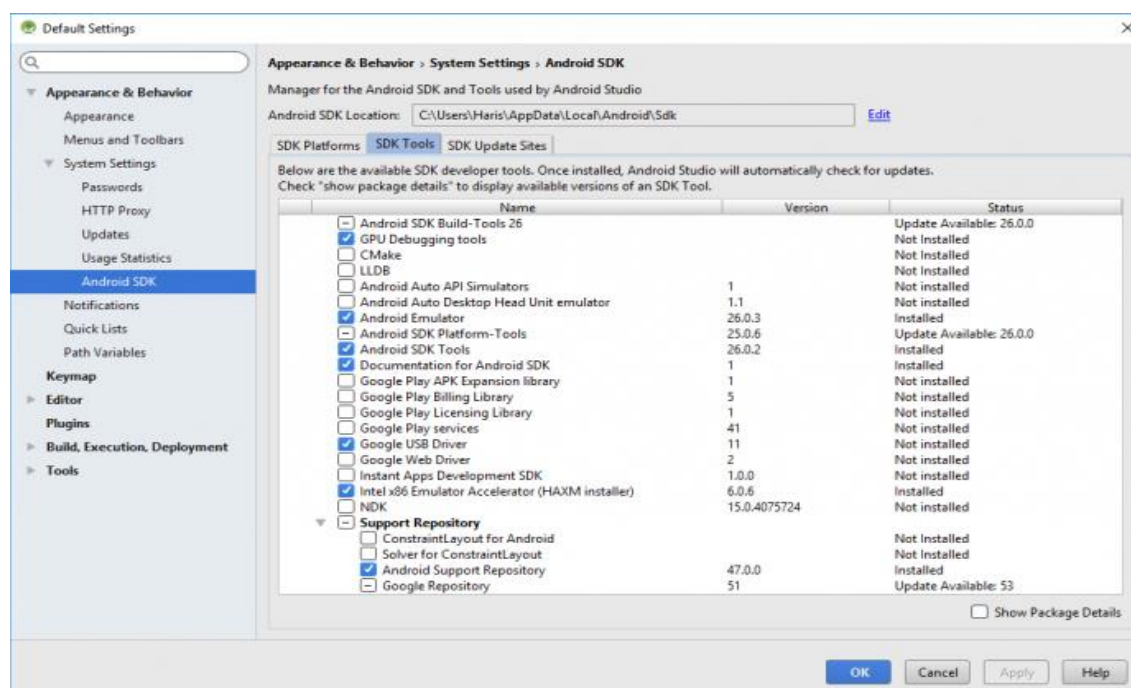 Default Settings
Appearance & Behavior › System Settings › Android SDK
Manager for the Android SDK and Tools used by Android Studio
Android SDK Location: C:\Users\Haris\AppData\Local\Android\Sdk Edit
Appearance & Behavior
Appearance
Menus and Toolbars
System Settings
Passwords
HTTP Proxy
Updates
Usage Statistics
Android SDK
Notifications
Quick Lists
Path Variables
Keymap
Editor
Plugins
Build, Execution, Deployment
Tools
SDK Platforms SDK Tools SDK Update Sites
Below are the available SDK developer tools. Once installed, Android Studio will automatically check for updates.
Check "show package details" to display available versions of an SDK Tool.
Name Version Status
Android SDK Build-Tools 26 Update Available: 26.0.0
GPU Debugging tools Not Installed
CMake Not Installed
LLDB Not Installed
Android Auto API Simulators 1 Not installed
Android Auto Desktop Head Unit emulator 1.1 Not installed
Android Emulator 26.0.3 Installed
Android SDK Platform-Tools 25.0.6 Update Available: 26.0.0
Android SDK Tools 26.0.2 Installed
Documentation for Android SDK 1 Installed
Google Play APK Expansion library 1 Not installed
Google Play Billing Library 5 Not installed
Google Play Licensing Library 1 Not installed
Google Play services 41 Not installed
Google USB Driver 11 Not installed
Google Web Driver 2 Not installed
Instant Apps Development SDK 1.0.0 Not installed
Intel x86 Emulator Accelerator (HAXM installer) 6.0.6 Installed
NDK 15.0.4075724 Not installed
Support Repository
ConstraintLayout for Android Not Installed
Solver for ConstraintLayout Not Installed
Android Support Repository 47.0.0 Installed
Google Repository 51 Update Available: 53
Show Package Details
OK Cancel Apply Help